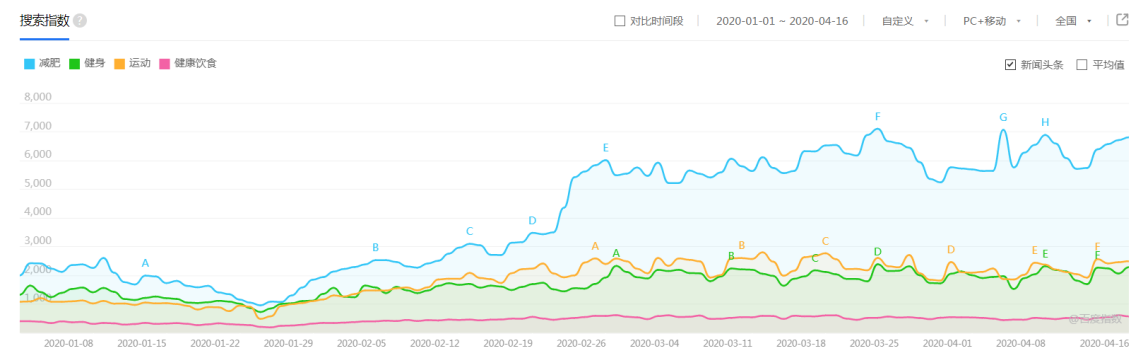 搜索指数 ? 对比时间段 2020-01-01 ~ 2020-04-16 自定义 PC+移动 全国
减肥 健身 运动 健康饮食 新闻头条 平均值
8,000
7,000
6,000
5,000
4,000
3,000
2,000
1,000
A B C D E F G H
A B C D E F
A B C D E F
2020-01-08 2020-01-15 2020-01-22 2020-01-29 2020-02-05 2020-02-12 2020-02-19 2020-02-26 2020-03-04 2020-03-11 2020-03-18 2020-03-25 2020-04-01 2020-04-08 2020-04-16
@百度指数